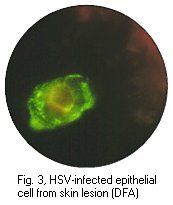 Fig. 3, HSV-infected epithelial
cell from skin lesion (DFA)